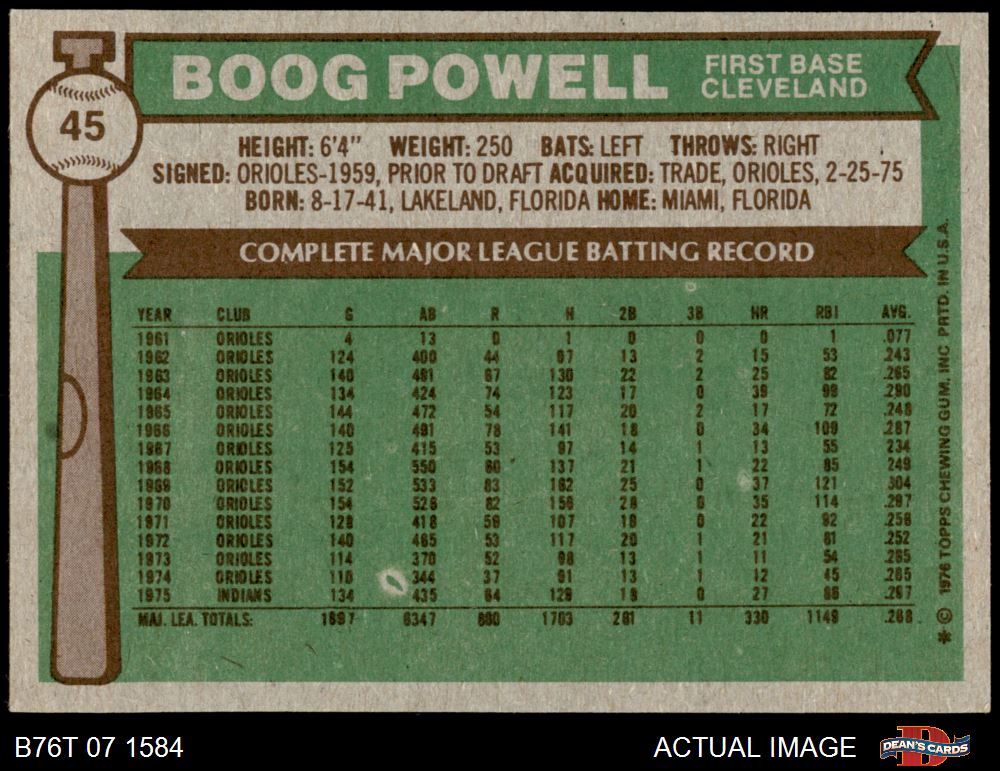 45
BOOG POWELL
FIRST BASE
CLEVELAND
HEIGHT: 6'4" WEIGHT: 250 BATS: LEFT THROWS: RIGHT
SIGNED: ORIOLES-1959, PRIOR TO DRAFT ACQUIRED: TRADE, ORIOLES, 2-25-75
BORN: 8-17-41, LAKELAND, FLORIDA HOME: MIAMI, FLORIDA
COMPLETE MAJOR LEAGUE BATTING RECORD
YEAR CLUB G AB R H 2B 3B HR RBI AVG.
1961 ORIOLES 4 13 0 1 0 0 0 1 .077
1962 ORIOLES 124 400 44 97 13 2 15 53 .243
1963 ORIOLES 140 491 67 130 22 2 25 82 .265
1964 ORIOLES 134 424 74 123 17 0 39 99 .290
1965 ORIOLES 144 472 54 117 20 2 17 72 .248
1966 ORIOLES 140 491 78 141 18 0 34 109 .287
1967 ORIOLES 125 415 53 97 14 1 13 55 .234
1968 ORIOLES 154 550 60 137 21 1 22 85 .249
1969 ORIOLES 152 533 83 162 25 0 37 121 .304
1970 ORIOLES 154 526 82 156 28 0 35 114 .297
1971 ORIOLES 128 418 59 107 19 0 22 92 .256
1972 ORIOLES 140 465 53 117 20 1 21 81 .252
1973 ORIOLES 114 370 52 98 13 1 11 54 .265
1974 ORIOLES 110 344 37 91 13 1 12 45 .265
1975 INDIANS 134 435 64 129 18 0 27 86 .297
MAJ. LEA. TOTALS: 1897 6347 860 1703 261 11 330 1149 .268
* © 1976 TOPPS CHEWING GUM, INC PRTD. IN U.S.A.
B76T 07 1584
ACTUAL IMAGE
DEAN'S CARDS